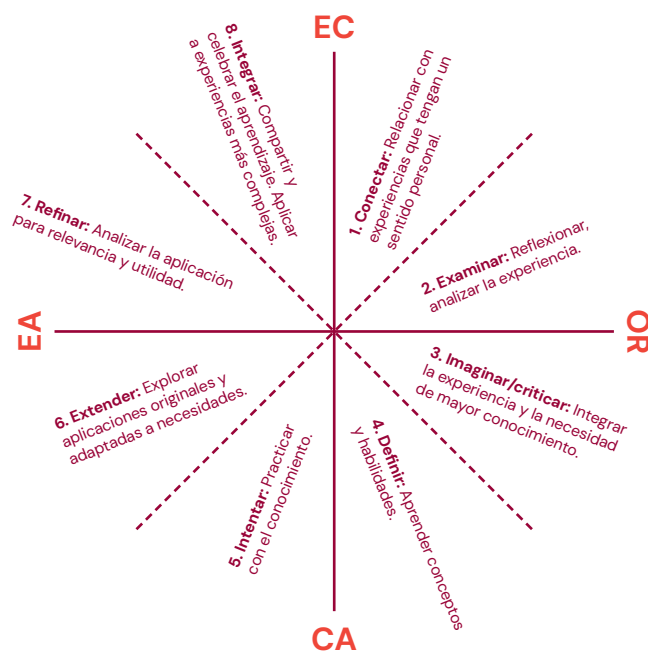 EC
1. Conectar: Relacionar con
experiencias que tengan un
sentido personal.
2. Examinar: Reflexionar,
analizar la experiencia.
OR
3. Imaginar/criticar: Integrar
la experiencia y la necesidad
de mayor conocimiento.
4. Definir: Aprender conceptos
y habilidades.
CA
5. Intentar: Practicar
con el conocimiento.
6. Extender: Explorar
aplicaciones originales y
adaptadas a necesidades.
EA
7. Refinar: Analizar la aplicación
para relevancia y utilidad.
8. Integrar: Compartir y
celebrar el aprendizaje. Aplicar
a experiencias más complejas.